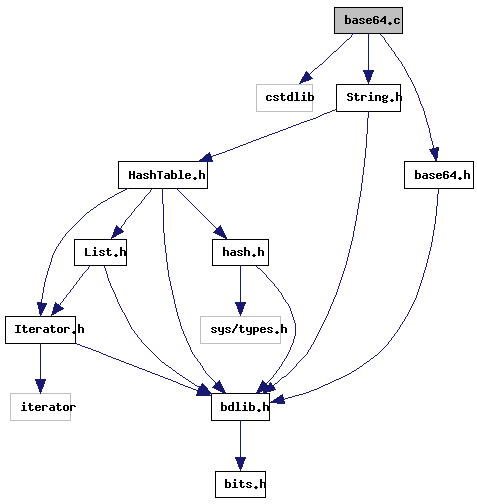 base64.c
cstdlib
String.h
HashTable.h
base64.h
List.h
hash.h
Iterator.h
sys/types.h
iterator
bdlib.h
bits.h